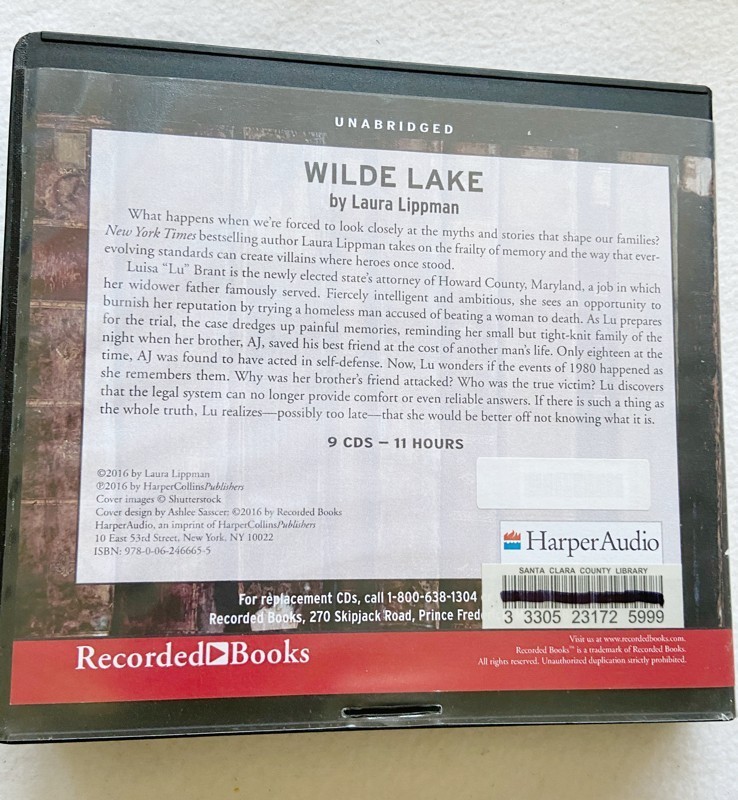 UNABRIDGED
WILDE LAKE
by Laura Lippman
What happens when we're forced to look closely at the myths and stories that shape our families?
New York Times bestselling author Laura Lippman takes on the frailty of memory and the way that ever-
evolving standards can create villains where heroes once stood.
Luisa "Lu" Brant is the newly elected state's attorney of Howard County, Maryland, a job in which
her widower father famously served. Fiercely intelligent and ambitious, she sees an opportunity to
burnish her reputation by trying a homeless man accused of beating a woman to death. As Lu prepares
for the trial, the case dredges up painful memories, reminding her small but tight-knit family of the
night when her brother, AJ, saved his best friend at the cost of another man's life. Only eighteen at the
time, AJ was found to have acted in self-defense. Now, Lu wonders if the events of 1980 happened as
she remembers them. Why was her brother's friend attacked? Who was the true victim? Lu discovers
that the legal system can no longer provide comfort or even reliable answers. If there is such a thing as
the whole truth, Lu realizes—possibly too late—that she would be better off not knowing what it is.
9 CDS – 11 HOURS
©2016 by Laura Lippman
℗2016 by HarperCollinsPublishers
Cover images © Shutterstock
Cover design by Ashlee Sasscer; ©2016 by Recorded Books
HarperAudio, an imprint of HarperCollinsPublishers
10 East 53rd Street, NY, NY 10022
ISBN: 978-0-06-246665-5
HarperAudio
SANTA CLARA COUNTY LIBRARY
3 3305 23172 5999
For replacement CDs, call 1-800-638-1304
Recorded Books, 270 Skipjack Road, Prince Frede
Recorded Books
Visit us at www.recordedbooks.com.
Recorded Books™ is a trademark of Recorded Books.
All rights reserved. Unauthorized duplication strictly prohibited.